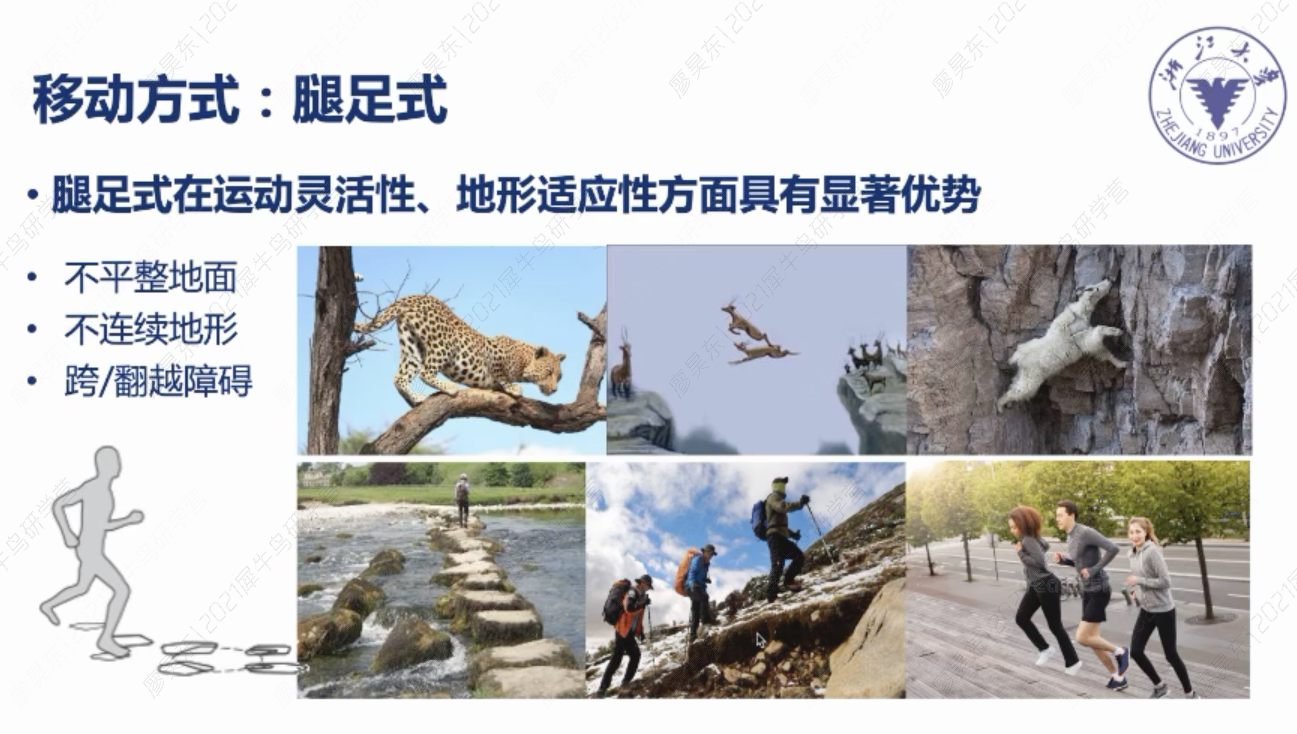 移动方式：腿足式
浙江大学
1897
ZHEJIANG UNIVERSITY
• 腿足式在运动灵活性、地形适应性方面具有显著优势
• 不平整地面
• 不连续地形
• 跨/翻越障碍
廖昊东|2021犀牛鸟研学营